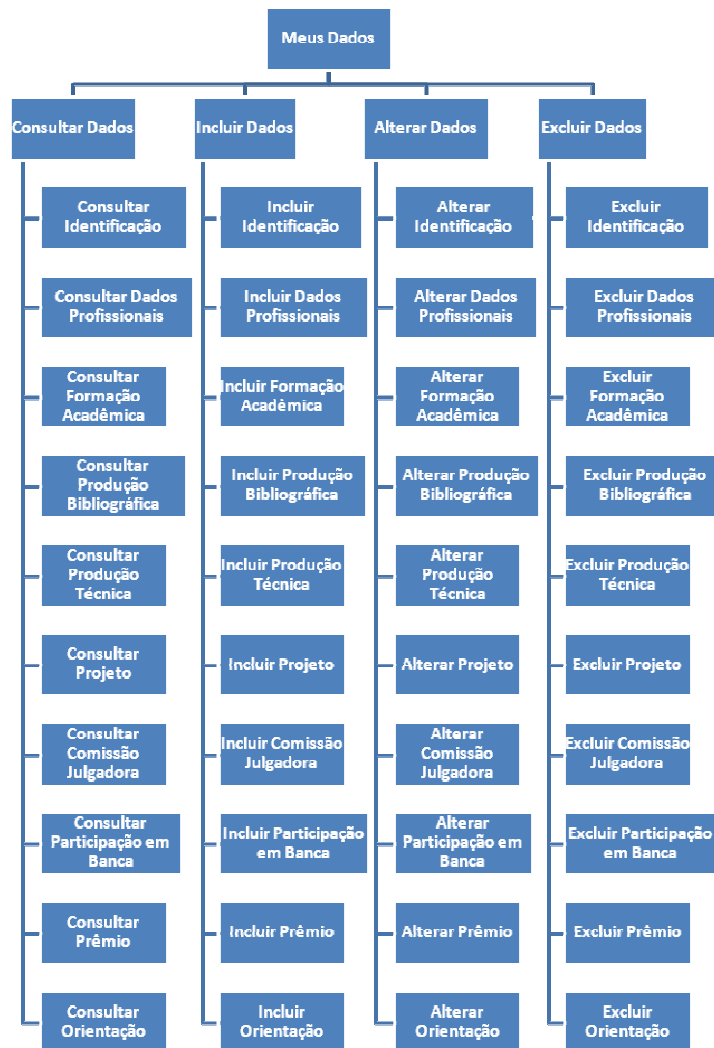 Meus Dados
Consultar Dados
Incluir Dados
Alterar Dados
Excluir Dados
Consultar
Identificação
Consultar Dados
Profissionais
Consultar
Formação
Acadêmica
Consultar
Produção
Bibliográfica
Consultar
Produção
Técnica
Consultar
Projeto
Consultar
Comissão
Julgadora
Consultar
Participação em
Banca
Consultar
Prêmio
Consultar
Orientação
Incluir
Identificação
Incluir Dados
Profissionais
Incluir Formação
Acadêmica
Incluir Produção
Bibliográfica
Incluir Produção
Técnica
Incluir Projeto
Incluir Comissão
Julgadora
Incluir Participação
em Banca
Incluir Prêmio
Incluir
Orientação
Alterar
Identificação
Alterar Dados
Profissionais
Alterar
Formação
Acadêmica
Alterar Produção
Bibliográfica
Alterar
Produção
Técnica
Alterar Projeto
Alterar
Comissão
Julgadora
Alterar
Participação em
Banca
Alterar Prêmio
Alterar
Orientação
Excluir
Identificação
Excluir Dados
Profissionais
Excluir
Formação
Acadêmica
Excluir Produção
Bibliográfica
Excluir Produção
Técnica
Excluir Projeto
Excluir Comissão
Julgadora
Excluir Participação
em Banca
Excluir Prêmio
Excluir
Orientação